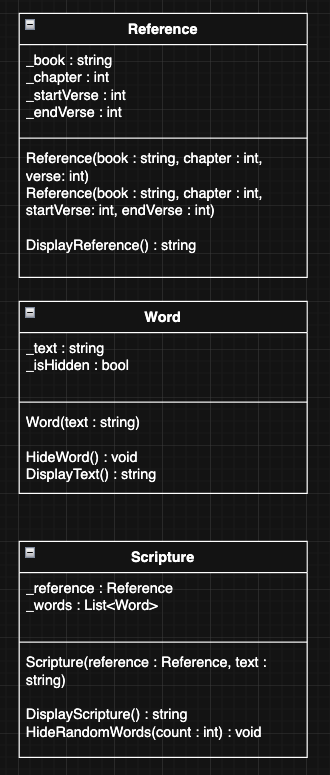 Reference
_book : string
_chapter : int
_startVerse : int
_endVerse : int
Reference(book : string, chapter : int,
verse: int)
Reference(book : string, chapter : int,
startVerse: int, endVerse : int)
DisplayReference() : string
Word
_text : string
_isHidden : bool
Word(text : string)
HideWord() : void
DisplayText() : string
Scripture
_reference : Reference
_words : List<Word>
Scripture(reference : Reference, text :
string)
DisplayScripture() : string
HideRandomWords(count : int) : void